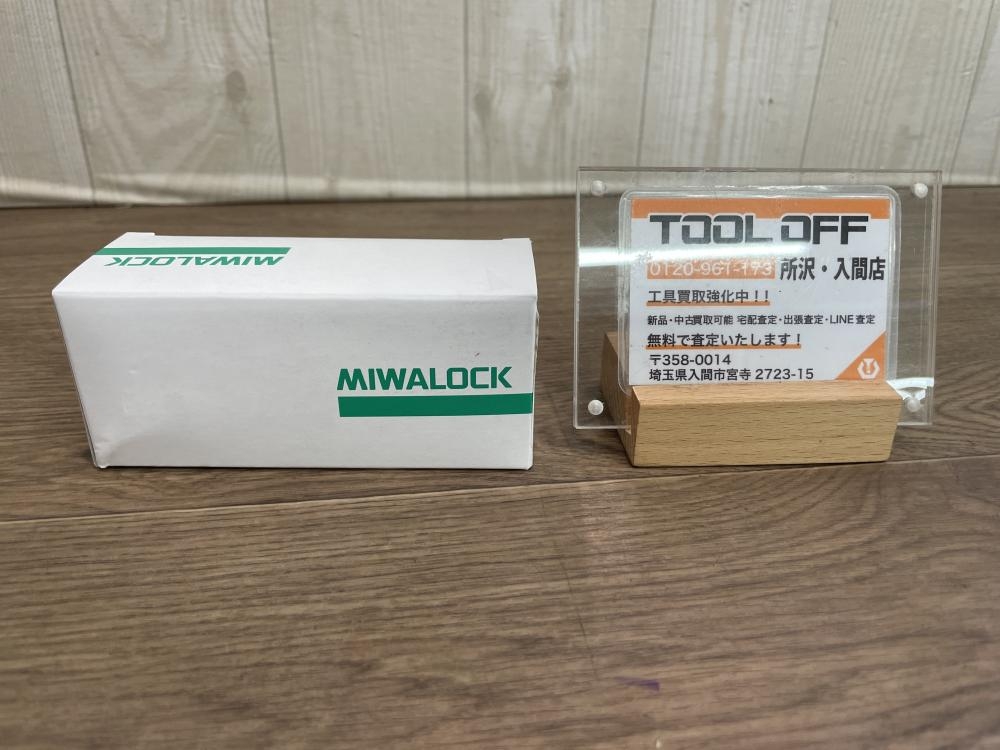 MIWALOCK
MIWALOCK
TOOL OFF
0120-961-173 所沢・入間店
工具買取強化中！！
新品・中古買取可能 宅配査定・出張査定・LINE査定
無料で査定いたします！
〒358-0014
埼玉県入間市宮寺 2723-15